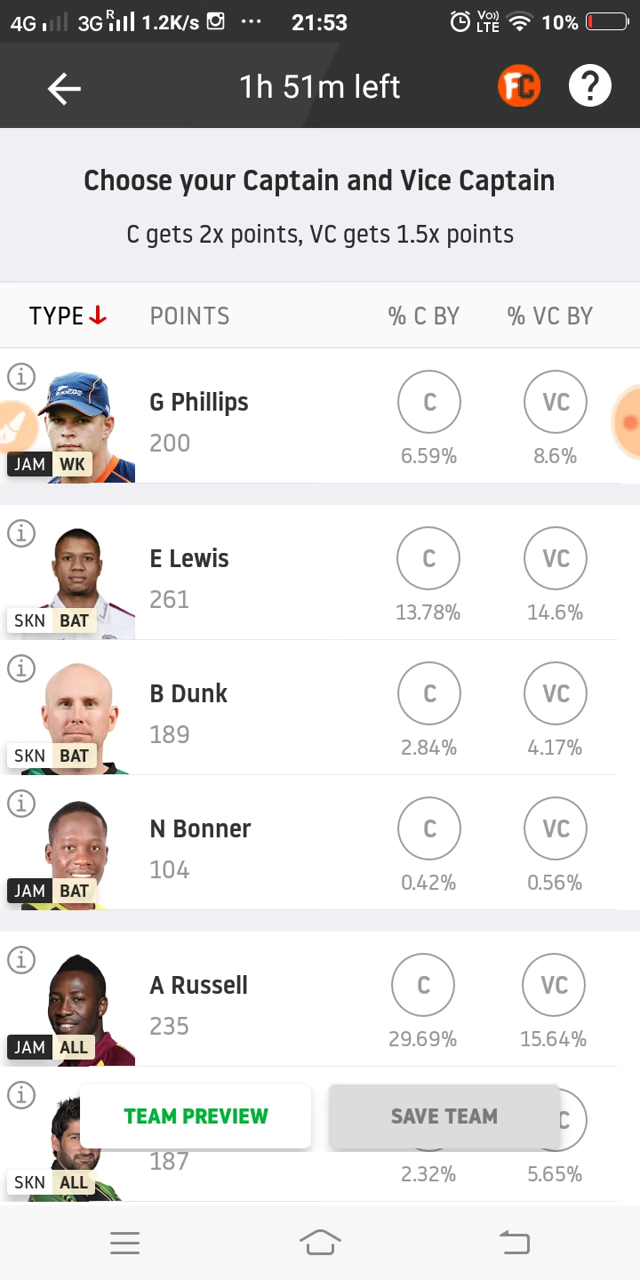 4G 3G R 1.2K/s ... 21:53 Vo) LTE 10%
1h 51m left FC ?
Choose your Captain and Vice Captain
C gets 2x points, VC gets 1.5x points
TYPE POINTS % C BY % VC BY
i
G Phillips C VC
200 6.59% 8.6%
JAM WK
i
E Lewis C VC
261 13.78% 14.6%
SKN BAT
i
B Dunk C VC
189 2.84% 4.17%
SKN BAT
i
N Bonner C VC
104 0.42% 0.56%
JAM BAT
i
A Russell C VC
235 29.69% 15.64%
JAM ALL
i
TEAM PREVIEW SAVE TEAM C
187 2.32% 5.65%
SKN ALL